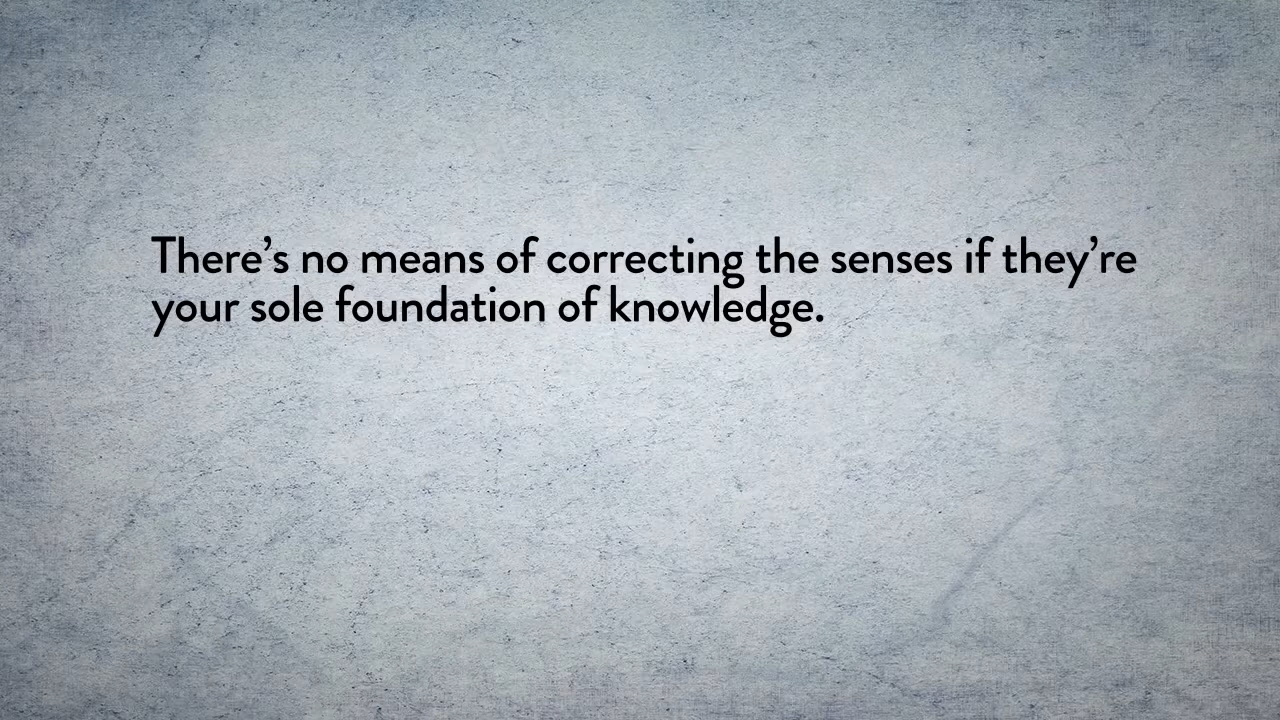 There’s no means of correcting the senses if they’re
your sole foundation of knowledge.